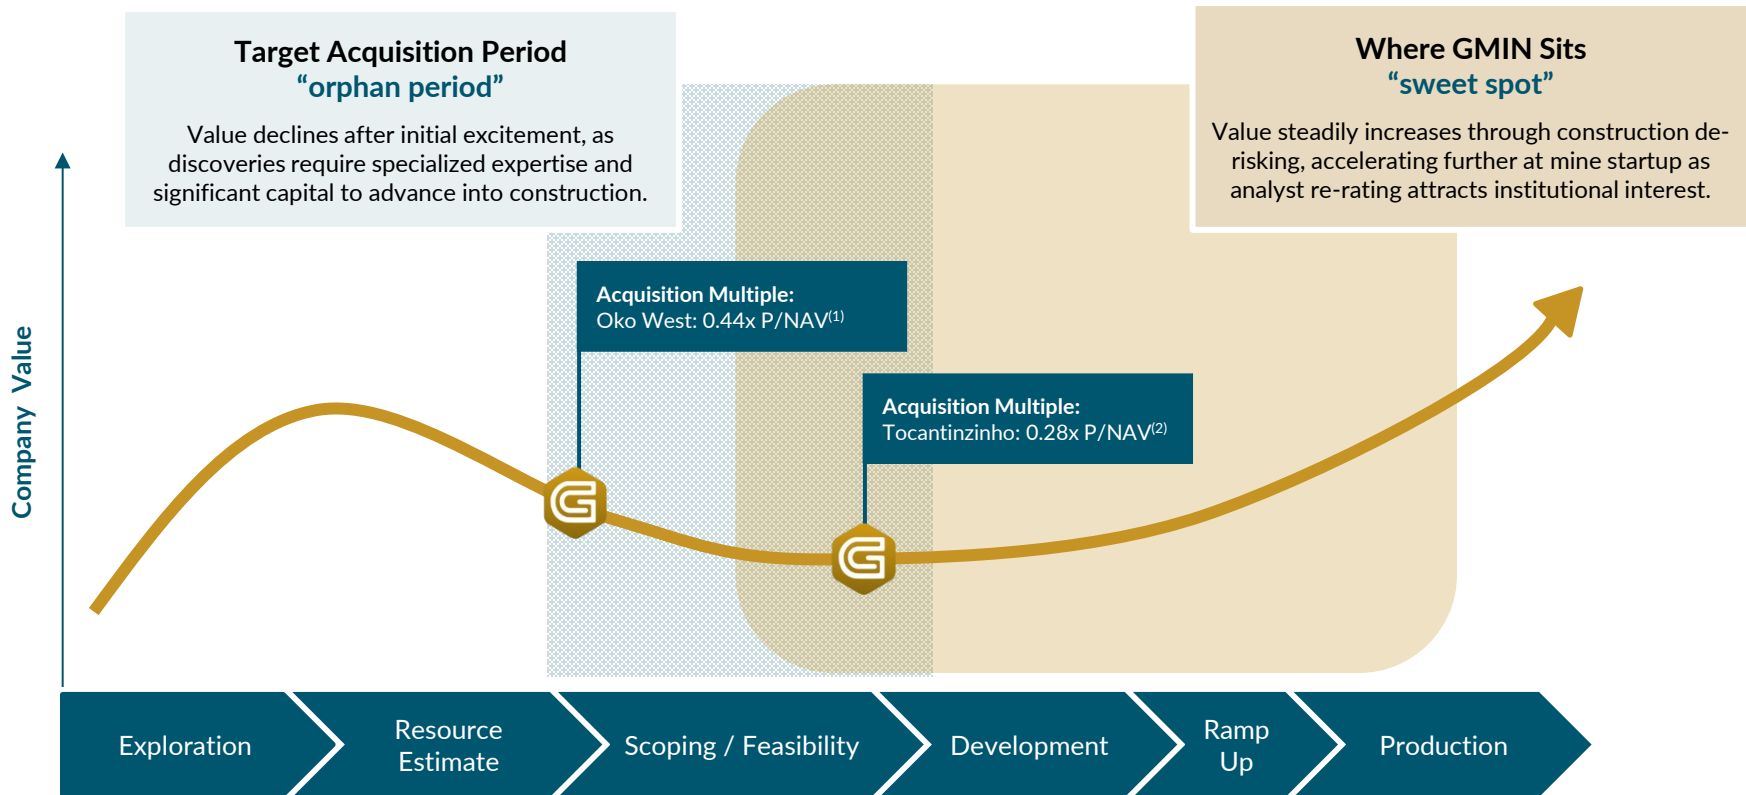 Target Acquisition Period
“orphan period”
Value declines after initial excitement, as
discoveries require specialized expertise and
significant capital to advance into construction.
Where GMIN Sits
“sweet spot”
Value steadily increases through construction de-
risking, accelerating further at mine startup as
analyst re-rating attracts institutional interest.
Acquisition Multiple:
Oko West: 0.44x P/NAV(1)
Acquisition Multiple:
Tocantinzinho: 0.28x P/NAV(2)
Company Value
Exploration
Resource
Estimate
Scoping / Feasibility
Development
Ramp
Up
Production